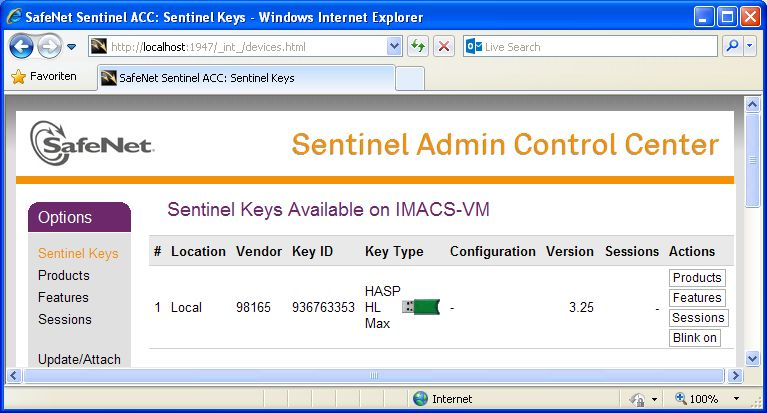 SafeNet Sentinel ACC: Sentinel Keys - Windows Internet Explorer
http://localhost:1947/_int_/devices.html
Live Search
Favoriten
SafeNet Sentinel ACC: Sentinel Keys
SafeNet.
Sentinel Admin Control Center
Options
Sentinel Keys
Products
Features
Sessions
Update/Attach
Sentinel Keys Available on IMACS-VM
# Location Vendor Key ID Key Type Configuration Version Sessions Actions
1 Local 98165 936763353 HASP HL Max - 3.25 -
Products
Features
Sessions
Blink on
Internet
100%